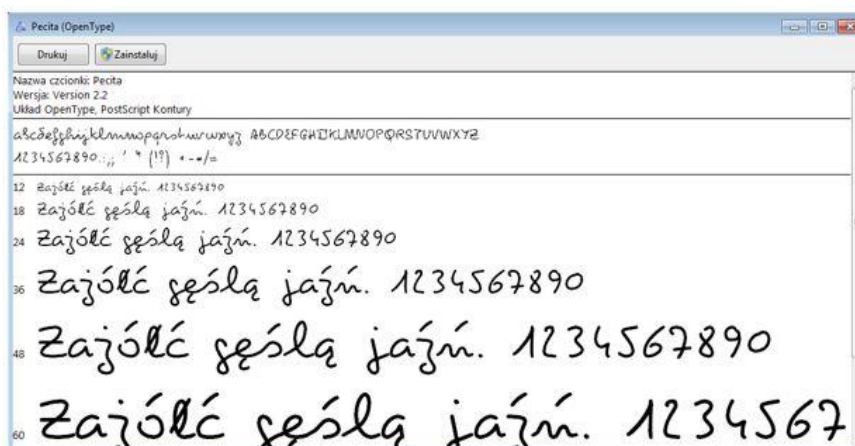 Pecita (OpenType)
Drukuj Zainstaluj
Nazwa czcionki: Pecita
Wersja: Version 2.2
Układ OpenType, PostScript Kontury
abcdefghijklmnopqrstuvwxyz ABCDEFGHIJKLMNOPQRSTUVWXYZ
1234567890.:,; ' " (!?) +-*/=
12 Zażółć gęślą jaźń. 1234567890
18 Zażółć gęślą jaźń. 1234567890
24 Zażółć gęślą jaźń. 1234567890
36 Zażółć gęślą jaźń. 1234567890
48 Zażółć gęślą jaźń. 1234567890
60 Zażółć gęślą jaźń. 1234567